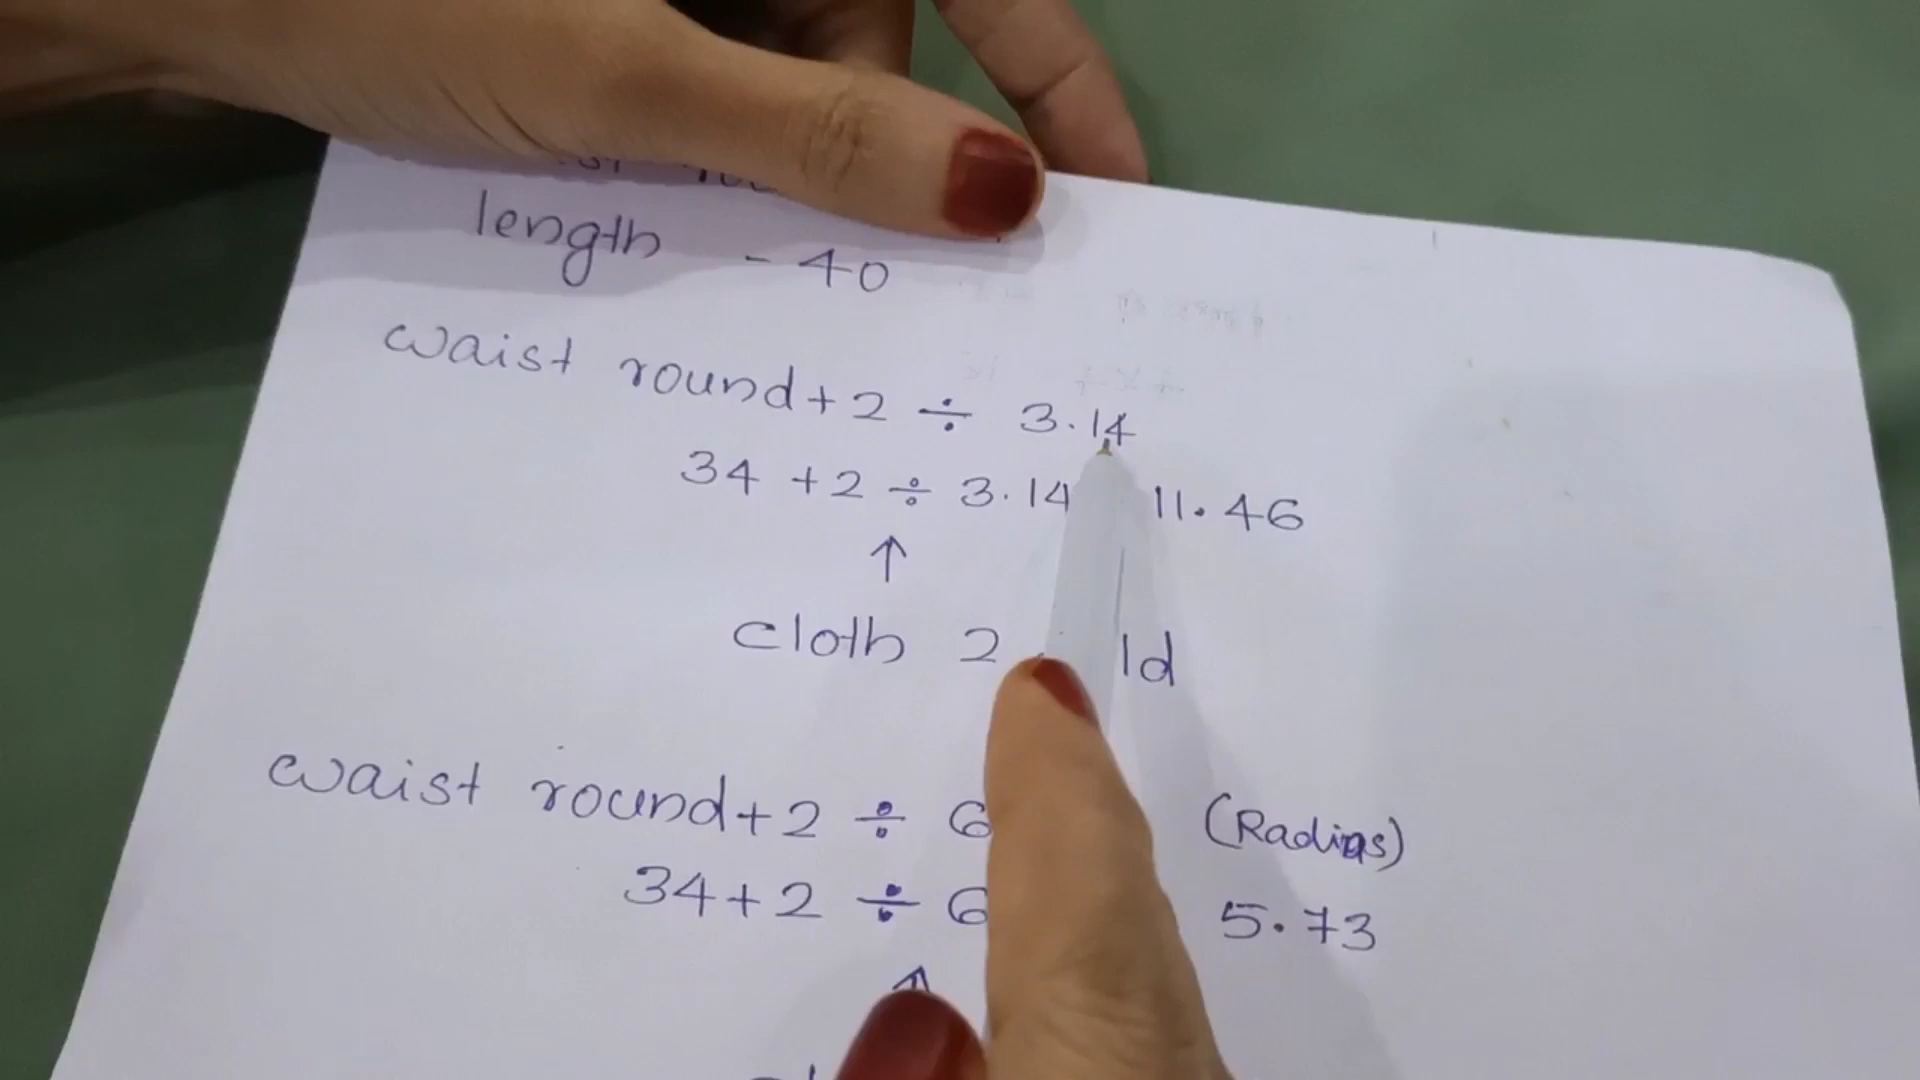 length - 40
waist round + 2 ÷ 3.14
34 + 2 ÷ 3.14 11.46
↑
cloth 2 ld
waist round + 2 ÷ 6 (Radius)
34 + 2 ÷ 6 5.73